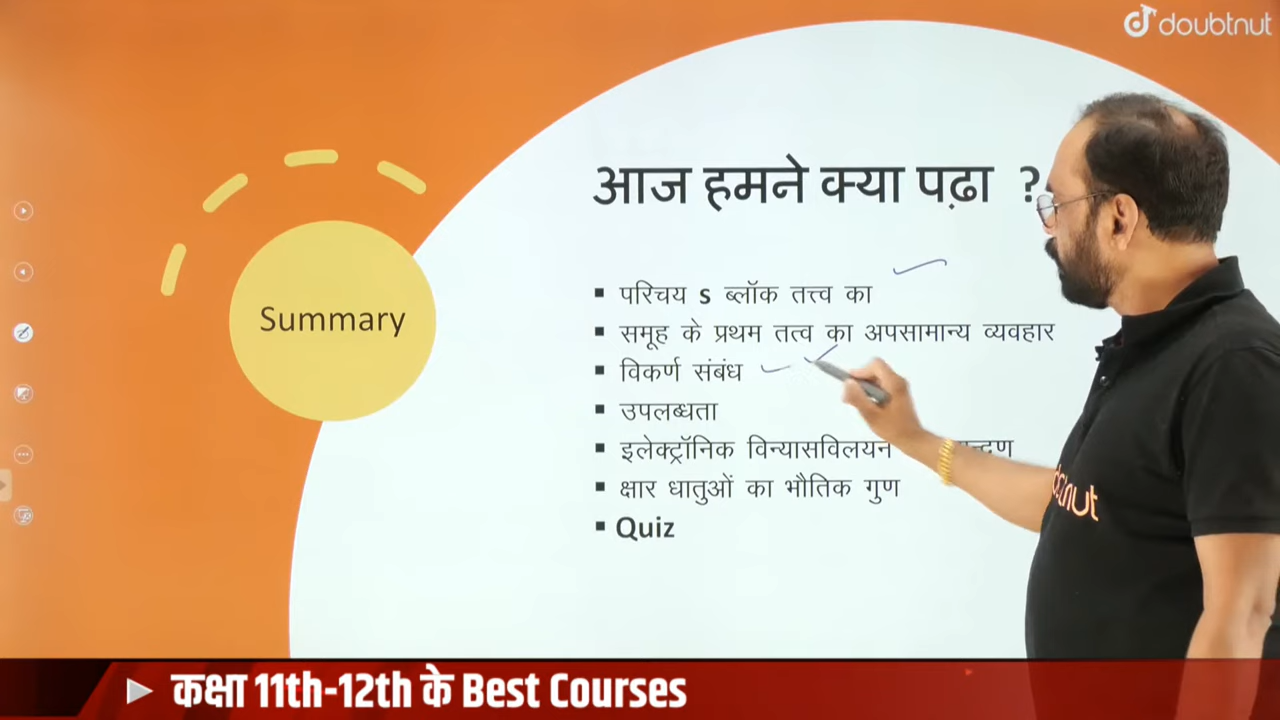 doubtnut
आज हमने क्या पढ़ा ?
Summary
▪ परिचय s ब्लॉक तत्त्व का
▪ समूह के प्रथम तत्व का अपसामान्य व्यवहार
▪ विकर्ण संबंध
▪ उपलब्धता
▪ इलेक्ट्रॉनिक विन्यासविलयन
▪ क्षार धातुओं का भौतिक गुण
▪ Quiz
कक्षा 11th-12th के Best Courses